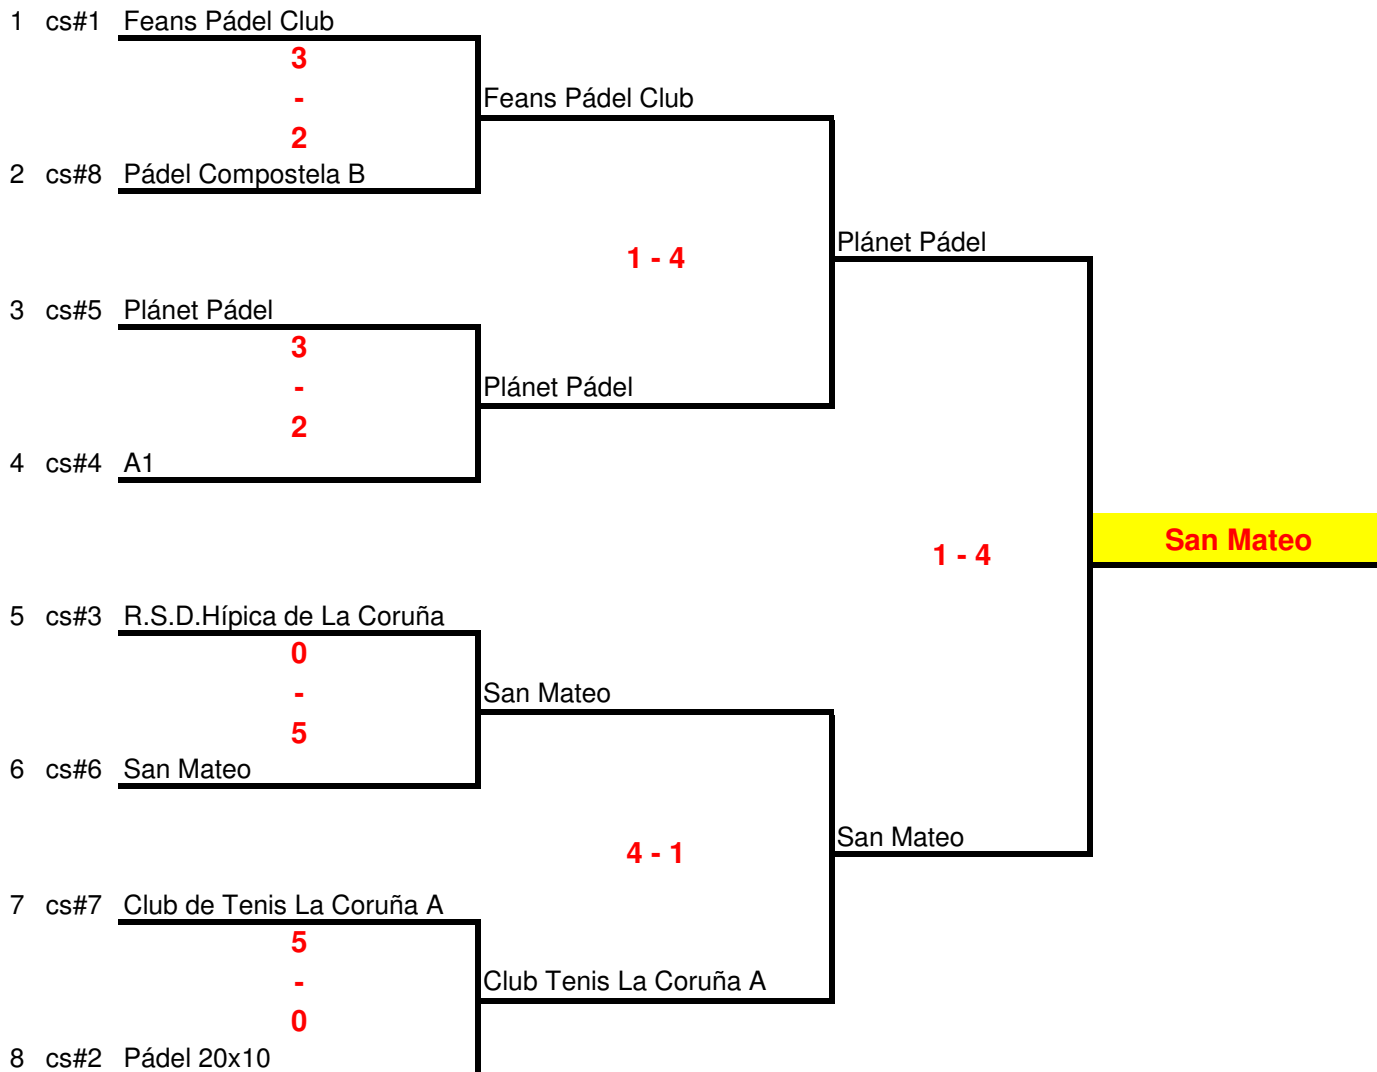 1 cs#1 Feans Pádel Club
3
-
2
Feans Pádel Club
2 cs#8 Pádel Compostela B
1 - 4
Plánet Pádel
3 cs#5 Plánet Pádel
3
-
2
Plánet Pádel
4 cs#4 A1
1 - 4
San Mateo
5 cs#3 R.S.D.Hípica de La Coruña
0
-
5
San Mateo
6 cs#6 San Mateo
4 - 1
San Mateo
7 cs#7 Club de Tenis La Coruña A
5
-
0
Club Tenis La Coruña A
8 cs#2 Pádel 20x10